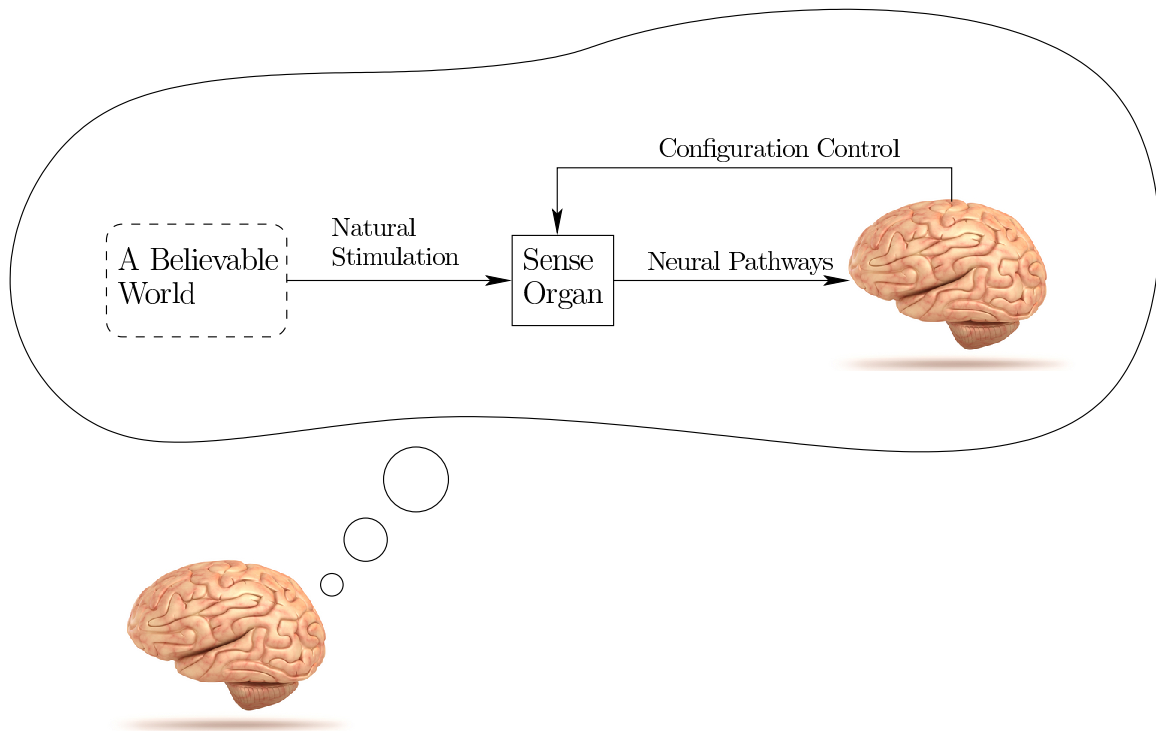 Configuration Control
Natural
Stimulation
A Believable
World
Sense
Organ
Neural Pathways